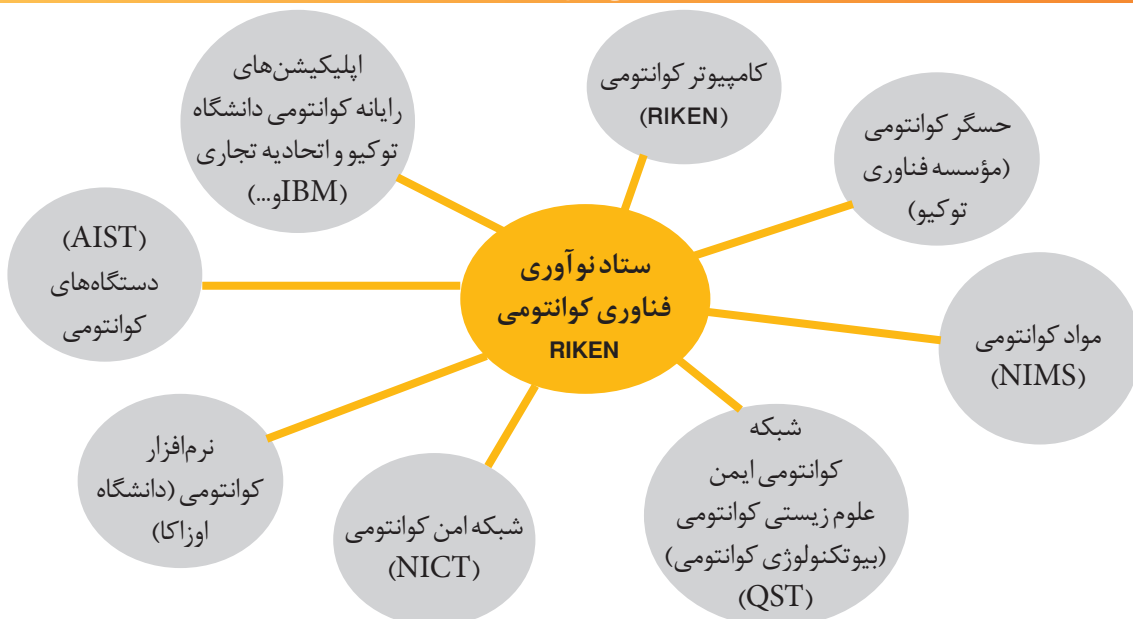 اپلیکیشن‌های
رایانه کوانتومی دانشگاه
توکیو و اتحادیه تجاری
(IBMو...)
کامپیوتر کوانتومی
(RIKEN)
حسگر کوانتومی
(مؤسسه فناوری
توکیو)
(AIST)
دستگاه‌های
کوانتومی
ستاد نوآوری
فناوری کوانتومی
RIKEN
مواد کوانتومی
(NIMS)
نرم‌افزار
کوانتومی (دانشگاه
اوزاکا)
شبکه امن کوانتومی
(NICT)
شبکه
کوانتومی ایمن
علوم زیستی کوانتومی
(بیوتکنولوژی کوانتومی)
(QST)